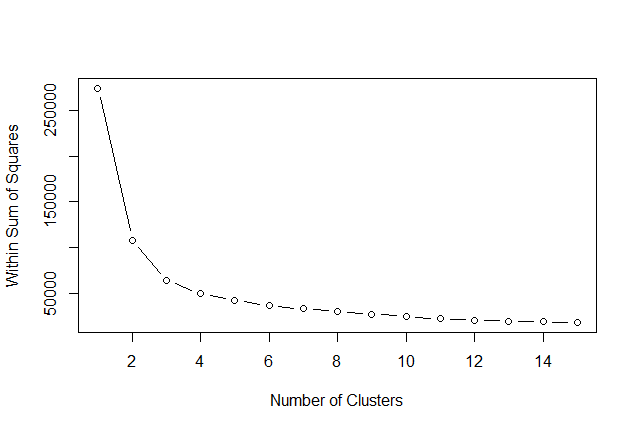 Within Sum of Squares
250000
150000
50000
2 4 6 8 10 12 14
Number of Clusters